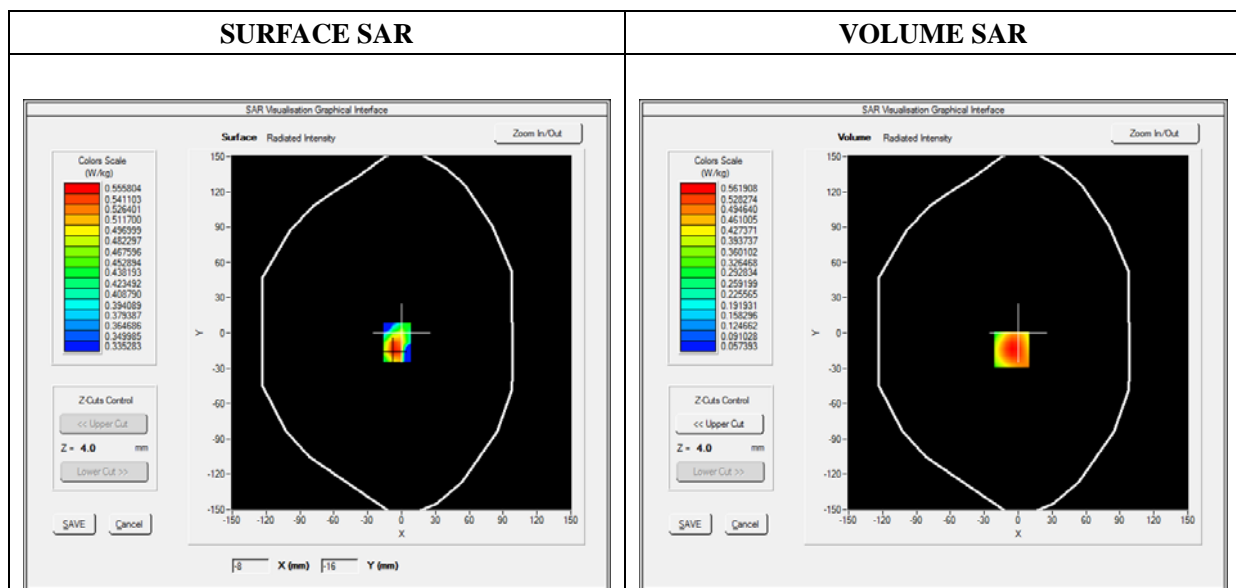 SURFACE SAR
VOLUME SAR
SAR Visualisation Graphical Interface
Surface Radiated Intensity
Zoom In/Out
Colors Scale
(W/kg)
0.555804
0.541103
0.526401
0.511700
0.496999
0.482297
0.467596
0.452894
0.438193
0.423492
0.408790
0.394089
0.379387
0.364686
0.349985
0.335283
Z-Cuts Control
<< Upper Cut
Z = 4.0 mm
Lower Cut >>
SAVE Cancel
150
120
90
60
30
0
-30
-60
-90
-120
-150
Y
-150 -120 -90 -60 -30 0 30 60 90 120 150
X
-8 X (mm) -16 Y (mm)
SAR Visualisation Graphical Interface
Volume Radiated Intensity
Zoom In/Out
Colors Scale
(W/kg)
0.561908
0.528274
0.494640
0.461005
0.427371
0.393737
0.360102
0.326468
0.292834
0.259199
0.225565
0.191931
0.158296
0.124662
0.091028
0.057393
Z-Cuts Control
<< Upper Cut
Z = 4.0 mm
Lower Cut >>
SAVE Cancel
150
120
90
60
30
0
-30
-60
-90
-120
-150
Y
-150 -120 -90 -60 -30 0 30 60 90 120 150
X